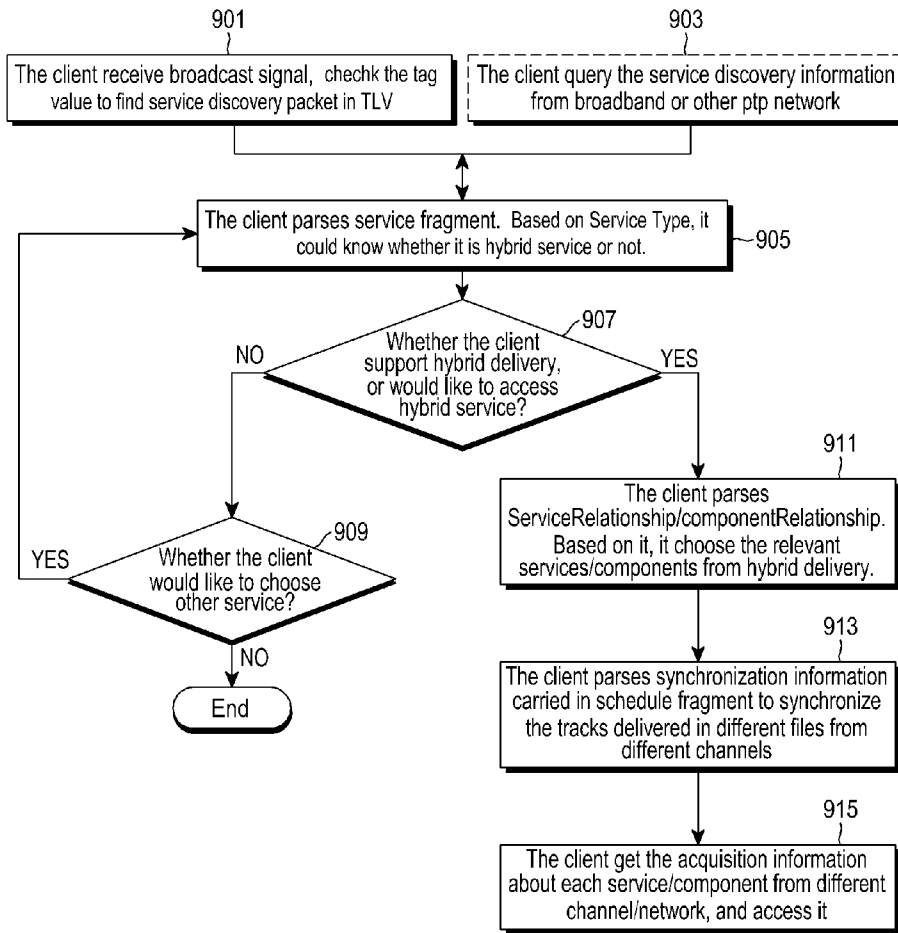 901
The client receive broadcast signal, chechk the tag
value to find service discovery packet in TLV
903
The client query the service discovery information
from broadband or other ptp network
The client parses service fragment. Based on Service Type, it
could know whether it is hybrid service or not.
905
907
Whether the client
support hybrid delivery,
or would like to access
hybrid service?
NO
YES
909
Whether the client
would like to choose
other service?
YES
NO
End
911
The client parses
ServiceRelationship/componentRelationship.
Based on it, it choose the relevant
services/components from hybrid delivery.
913
The client parses synchronization information
carried in schedule fragment to synchronize
the tracks delivered in different files from
different channels
915
The client get the acquisition information
about each service/component from different
channel/network, and access it